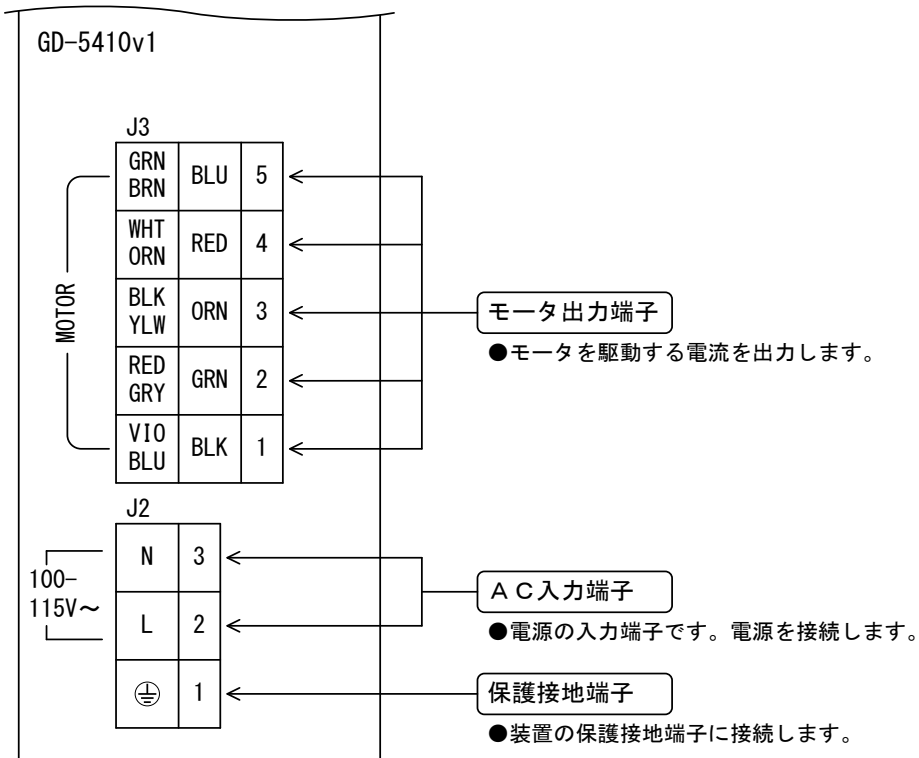 GD-5410v1
J3
GRN
BRN
BLU
5
WHT
ORN
RED
4
BLK
YLW
ORN
3
RED
GRY
GRN
2
VIO
BLU
BLK
1
MOTOR
モータ出力端子
●モータを駆動する電流を出力します。
J2
N
3
L
2
1
100-
115V～
ＡＣ入力端子
●電源の入力端子です。電源を接続します。
保護接地端子
●装置の保護接地端子に接続します。